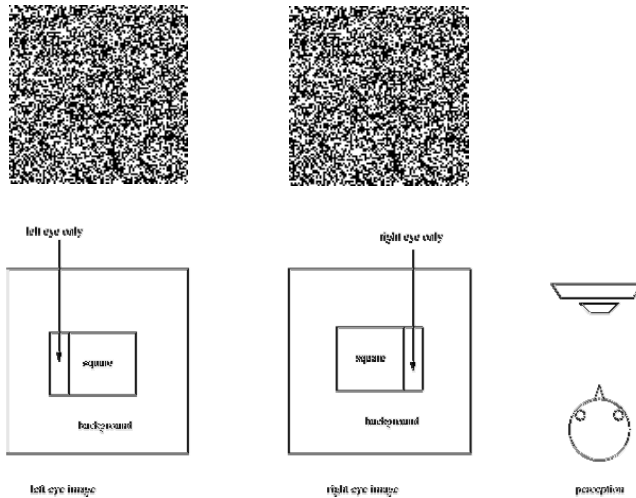 left eye only
right eye only
square
square
background
background
left eye image
right eye image
perception